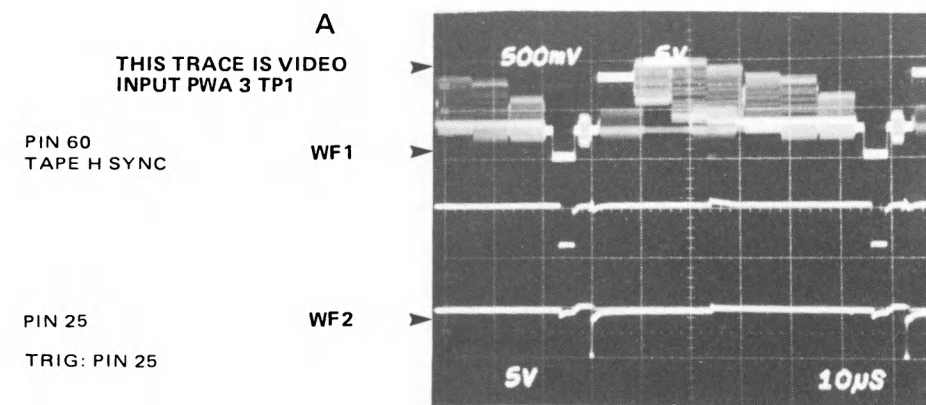 A
THIS TRACE IS VIDEO
INPUT PWA 3 TP1
500mV 5V
PIN 60
TAPE H SYNC
WF1
PIN 25
WF2
TRIG: PIN 25
5V 10µS